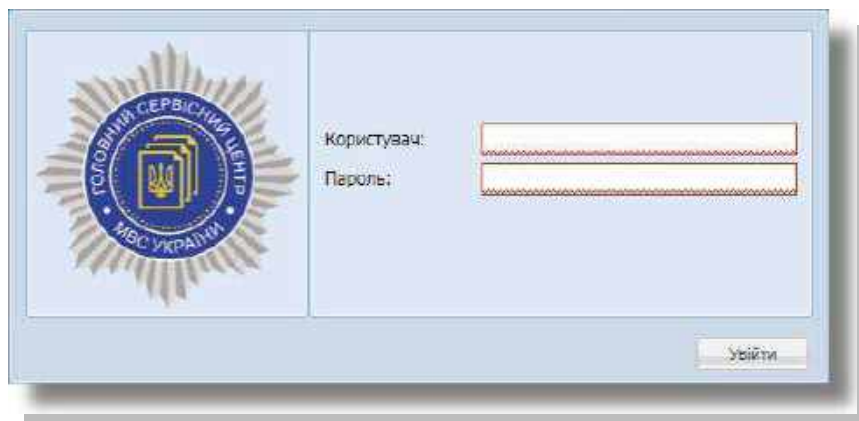 ГОЛОВНИЙ СЕРВІСНИЙ ЦЕНТР
МВС УКРАЇНИ
Користувач:
Пароль:
Увійти